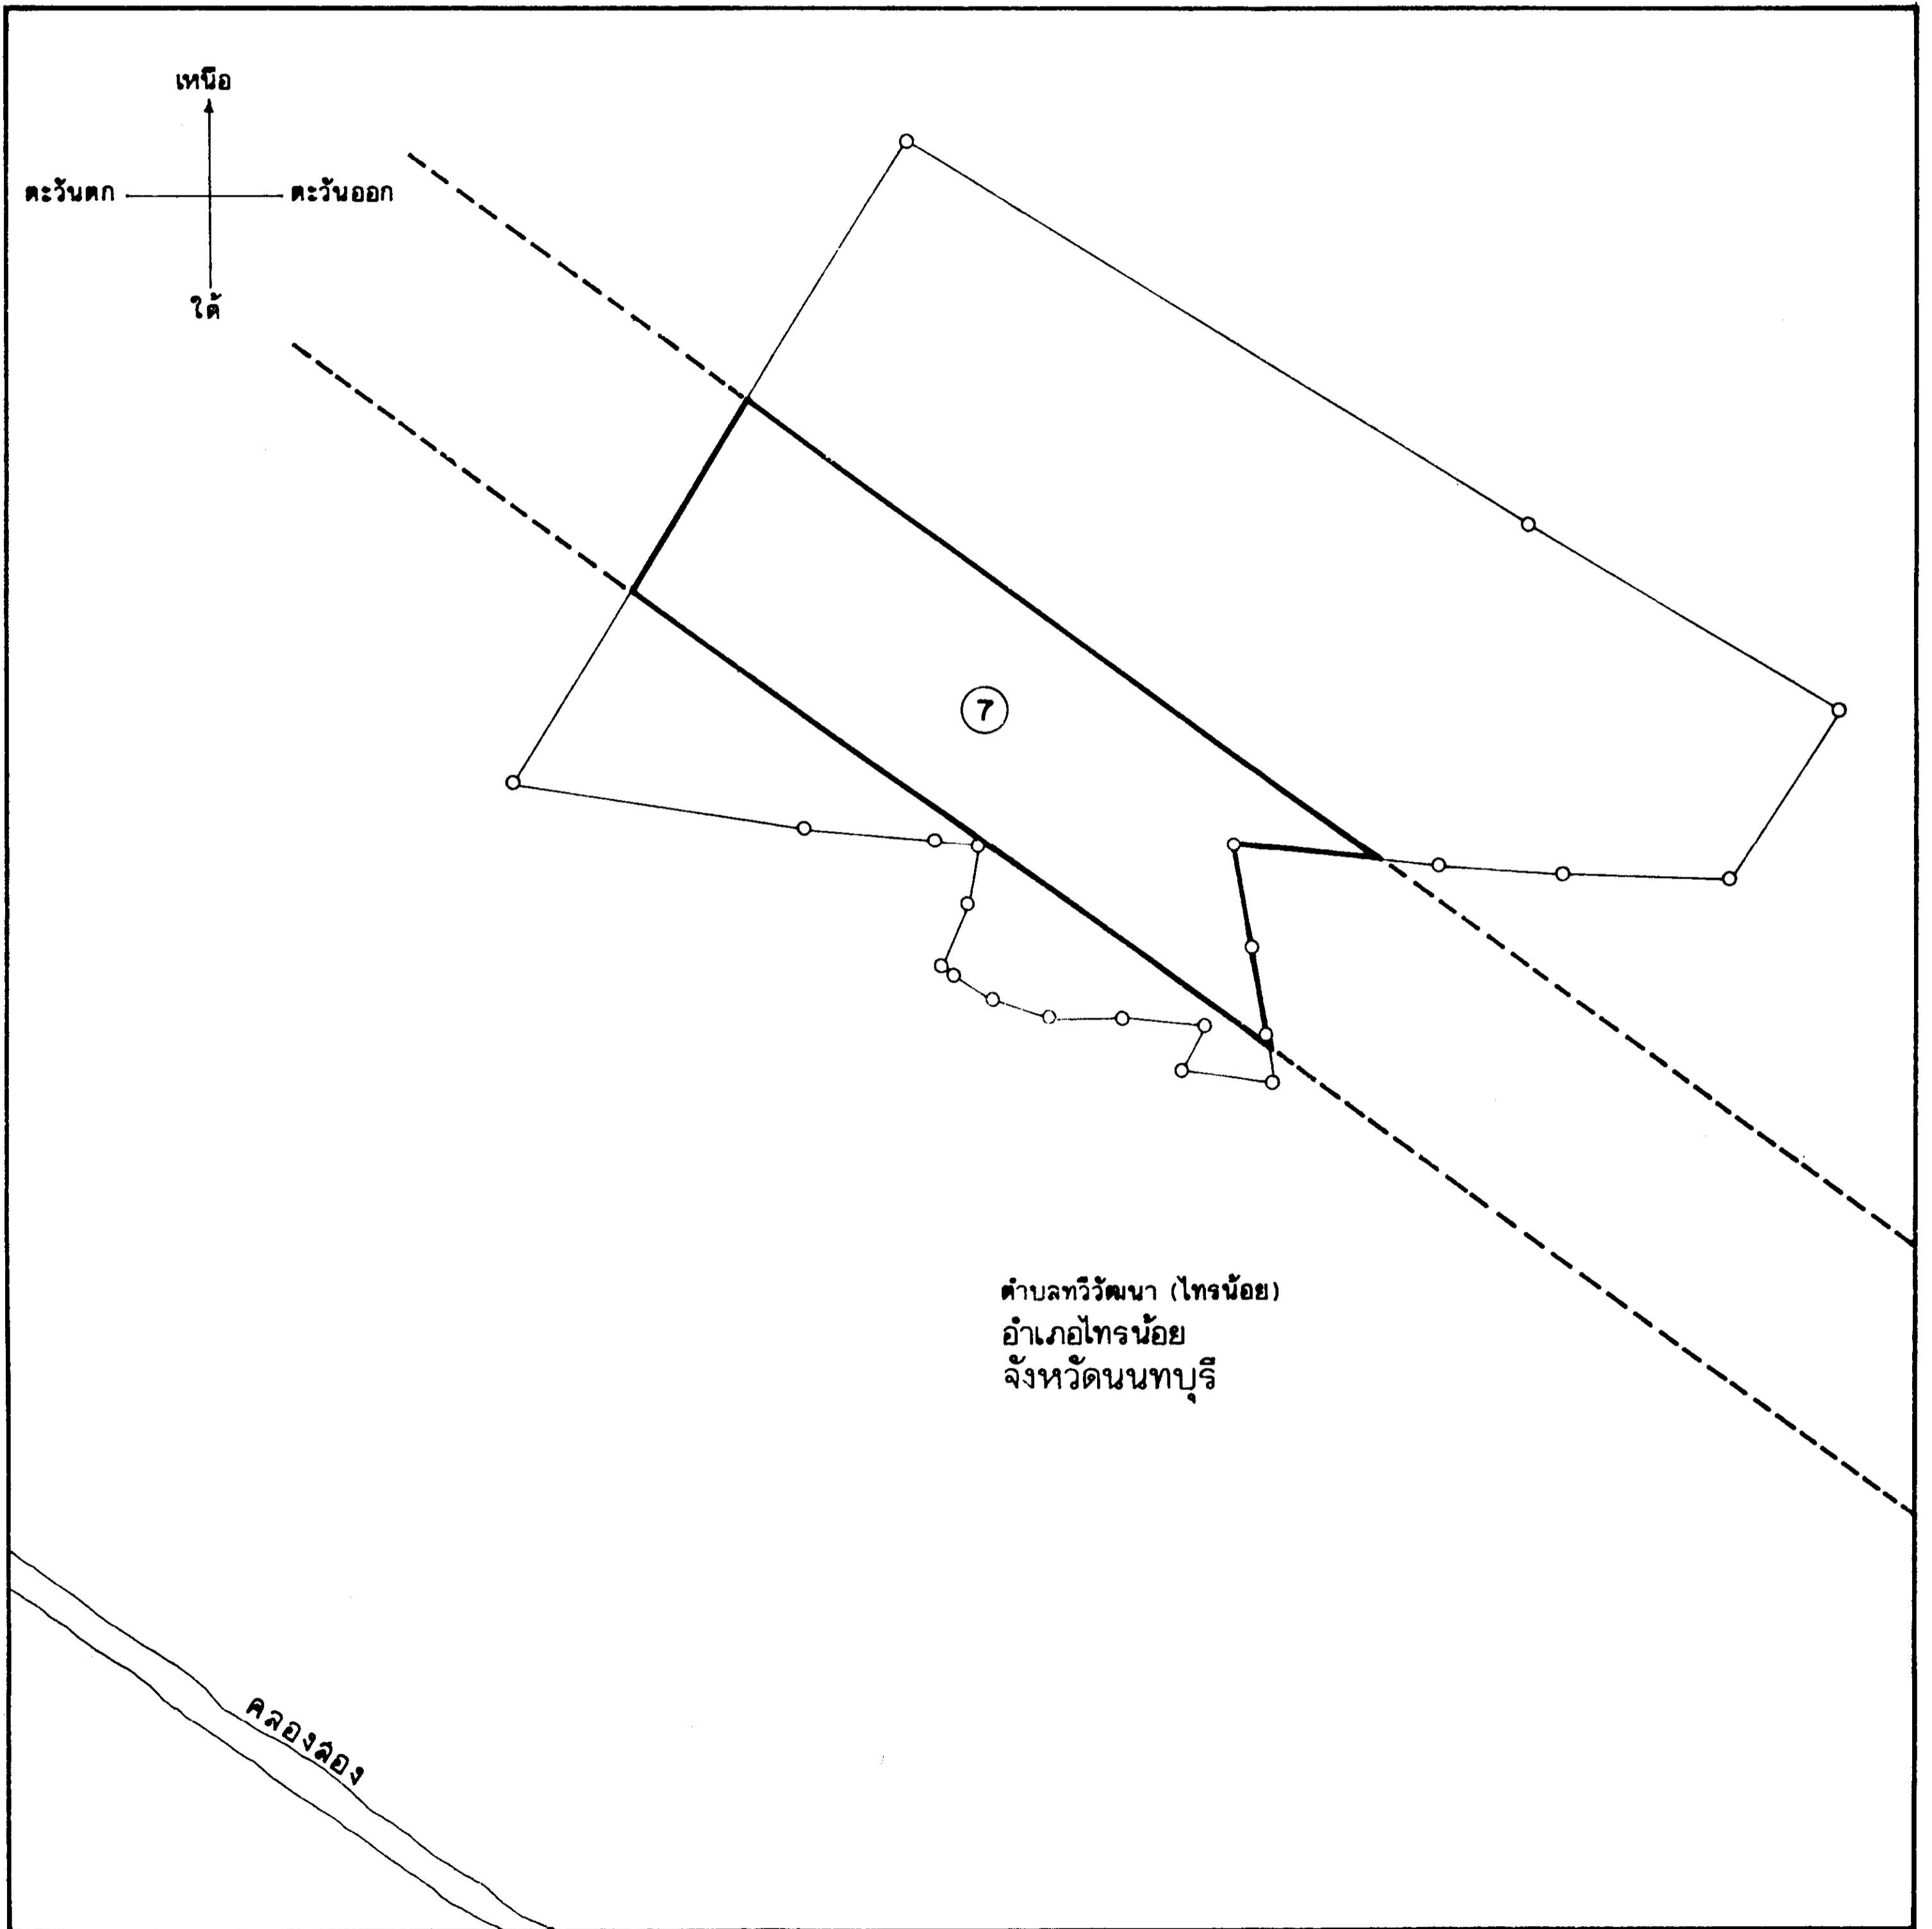 เหนือ
ตะวันตก
ตะวันออก
ใต้
7
ตำบลทวีวัฒนา (ไทรน้อย)
อำเภอไทรน้อย
จังหวัดนนทบุรี
คลองลอง